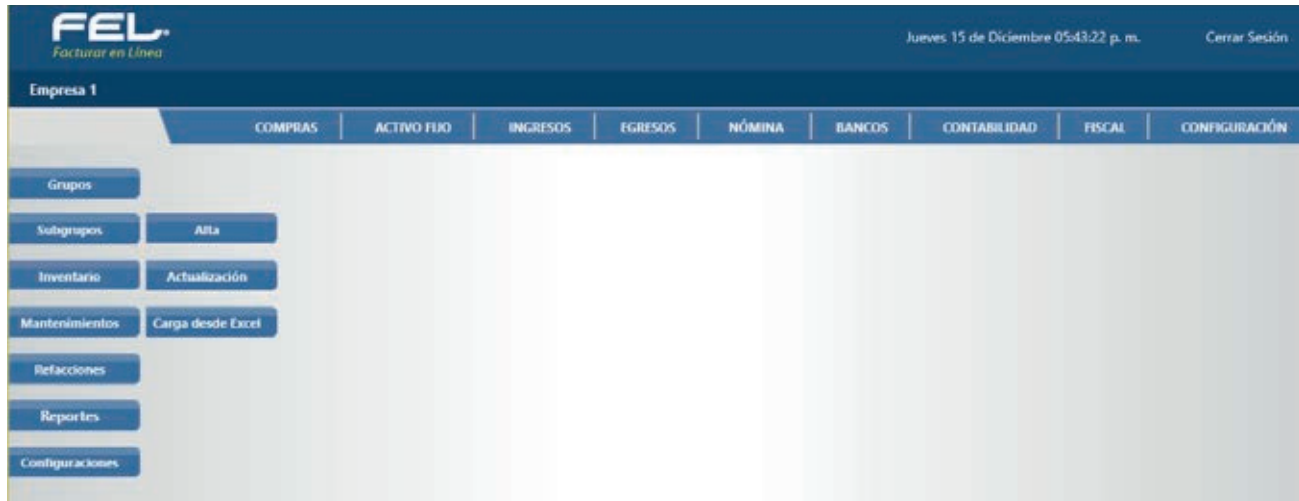 FEL®
Facturar en Línea
Jueves 15 de Diciembre 05:43:22 p. m.
Cerrar Sesión
Empresa 1
COMPRAS ACTIVO FIJO INGRESOS EGRESOS NÓMINA BANCOS CONTABILIDAD FISCAL CONFIGURACIÓN
Grupos
Subgrupos Alta
Inventario Actualización
Mantenimientos Carga desde Excel
Refacciones
Reportes
Configuraciones